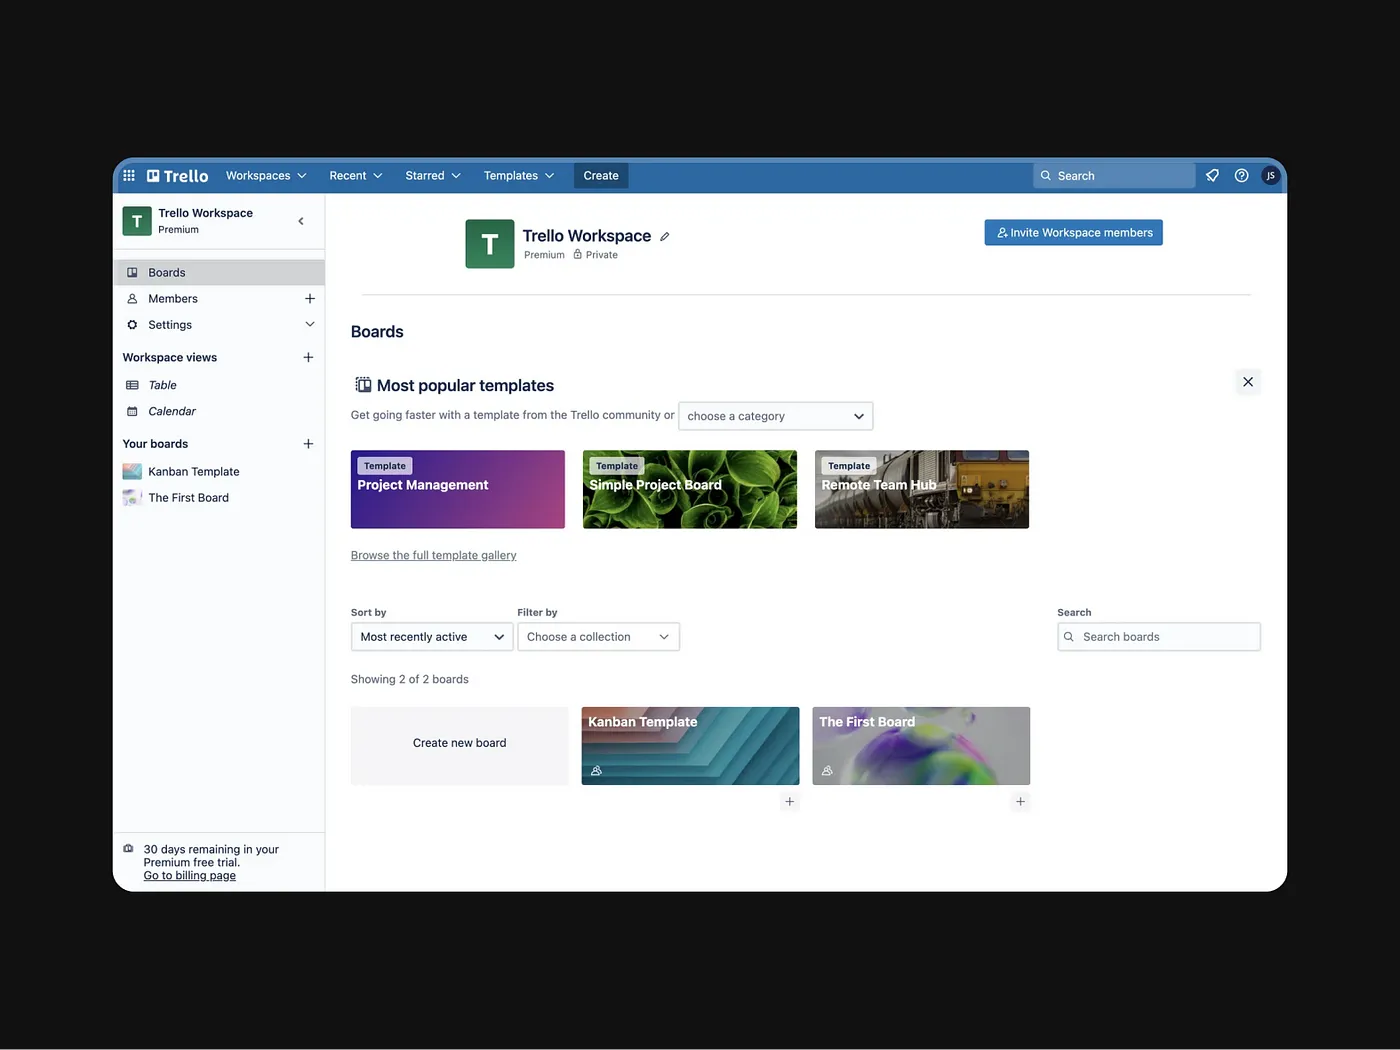 Trello
Workspaces
Recent
Starred
Templates
Create
Search
JS
T
Trello Workspace
Premium
Boards
Members
Settings
Workspace views
Table
Calendar
Your boards
Kanban Template
The First Board
30 days remaining in your
Premium free trial.
Go to billing page
T
Trello Workspace
Premium
Private
Invite Workspace members
Boards
Most popular templates
Get going faster with a template from the Trello community or
choose a category
Template
Project Management
Template
Simple Project Board
Template
Remote Team Hub
Browse the full template gallery
Sort by
Most recently active
Filter by
Choose a collection
Search
Search boards
Showing 2 of 2 boards
Create new board
Kanban Template
The First Board